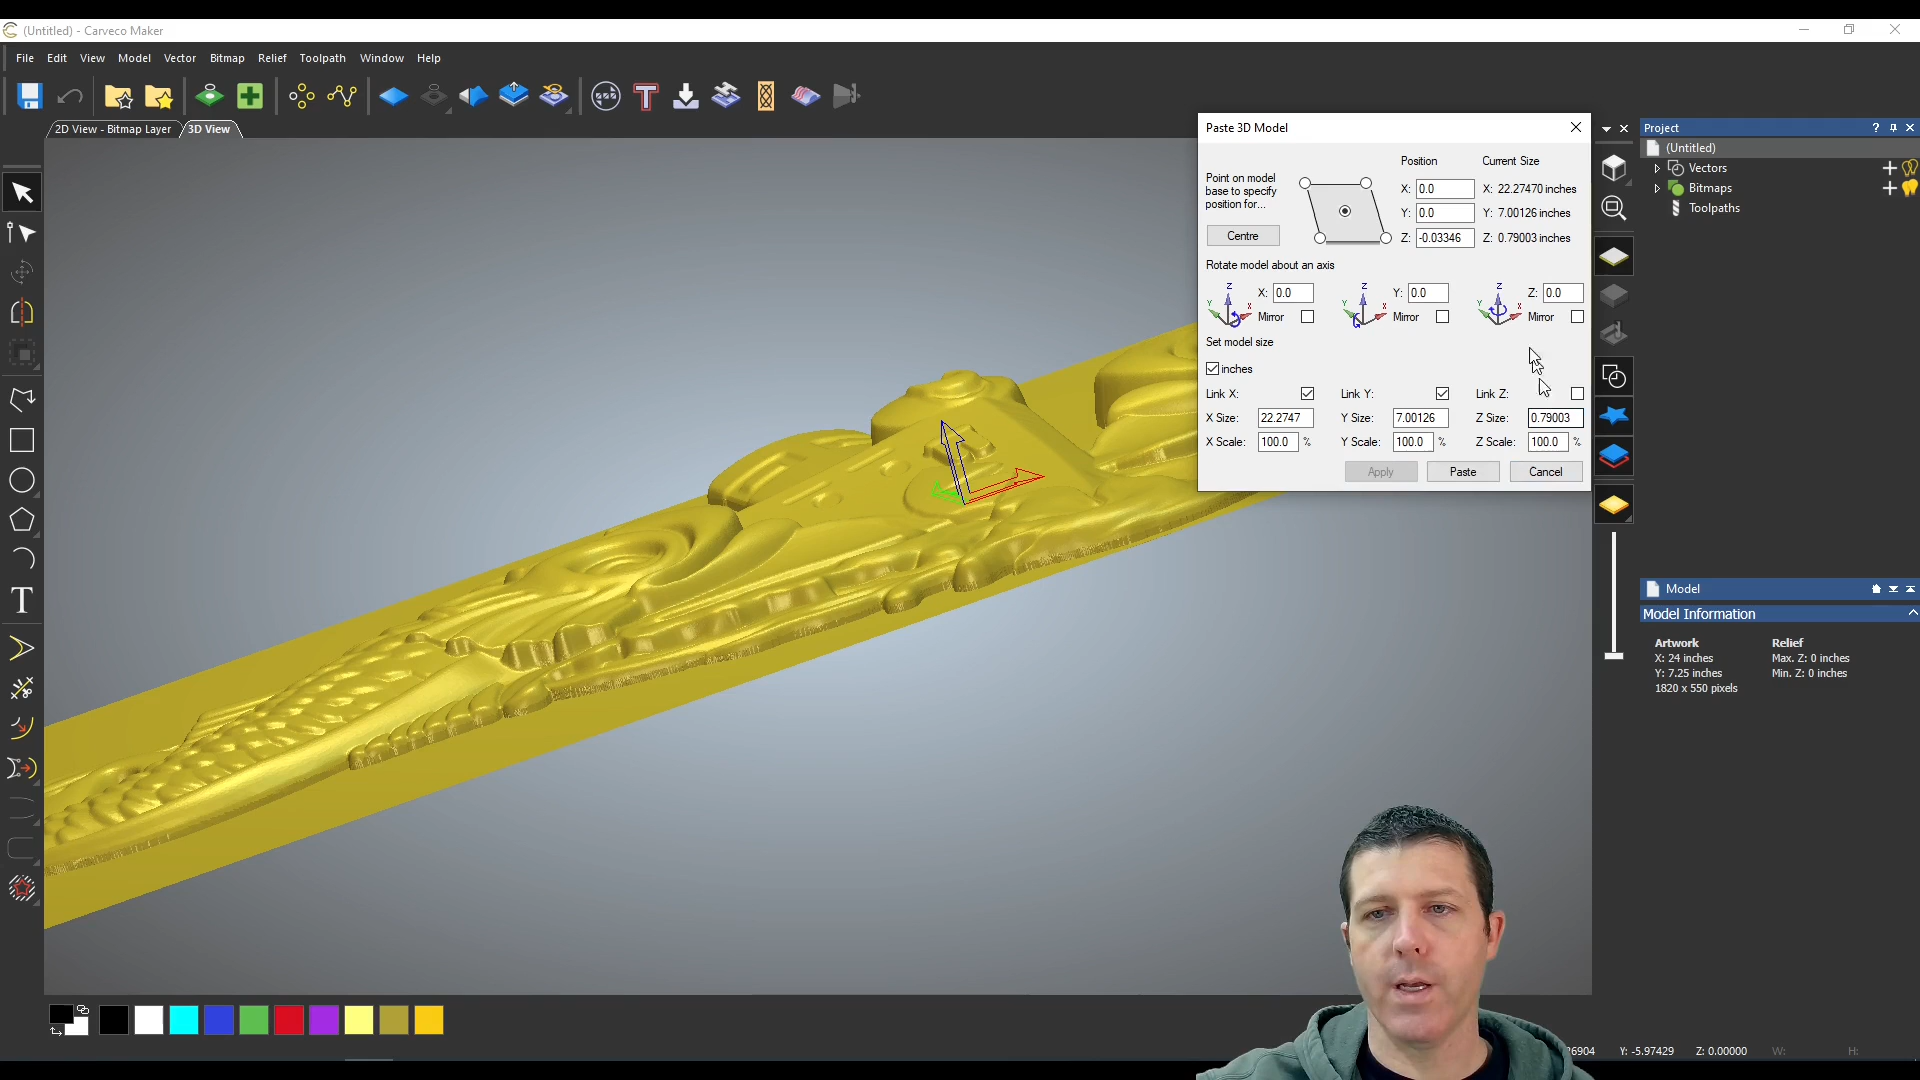 (Untitled) - Carveco Maker
File Edit View Model Vector Bitmap Relief Toolpath Window Help
2D View - Bitmap Layer 3D View
Paste 3D Model
Position Current Size
Point on model
base to specify
position for...
X: 0.0 X: 22.27470 inches
Y: 0.0 Y: 7.00126 inches
Centre
Z: -0.03346 Z: 0.79003 inches
Rotate model about an axis
X: 0.0 Y: 0.0 Z: 0.0
Mirror Mirror Mirror
Set model size
inches
Link X: Link Y: Link Z:
X Size: 22.2747 Y Size: 7.00126 Z Size: 0.79003
X Scale: 100.0 % Y Scale: 100.0 % Z Scale: 100.0 %
Apply Paste Cancel
Project
(Untitled)
Vectors
Bitmaps
Toolpaths
Model
Model Information
Artwork Relief
X: 24 inches Max. Z: 0 inches
Y: 7.25 inches Min. Z: 0 inches
1820 x 550 pixels
6904 Y: -5.97429 Z: 0.00000 W: H: